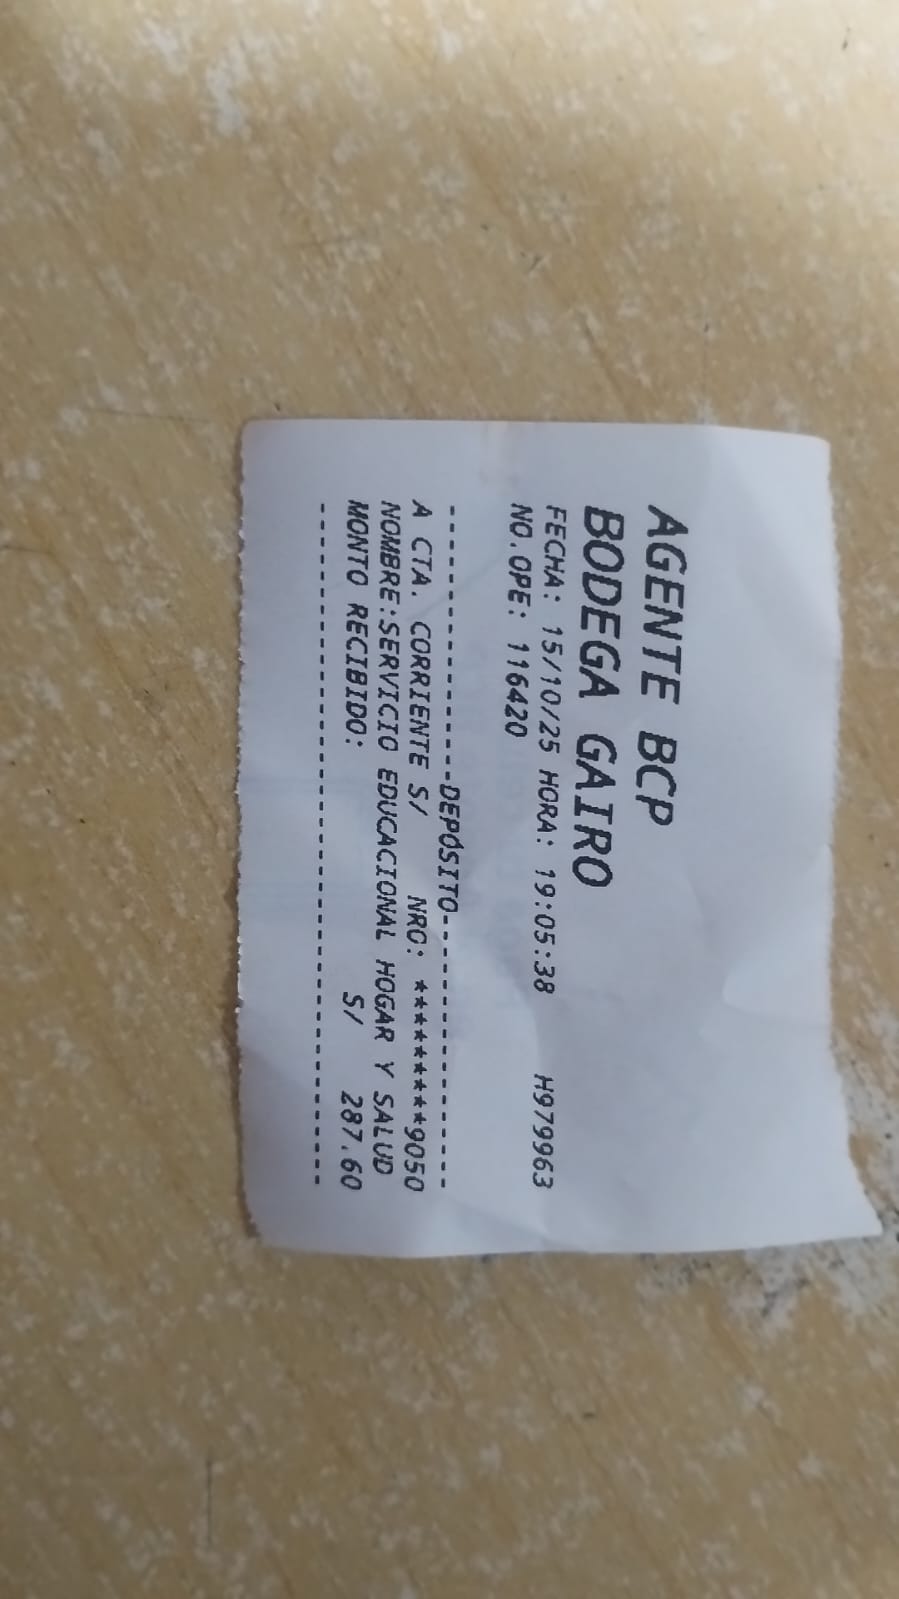 AGENTE BCP
BODEGA GAIRO
FECHA: 15/10/25 HORA: 19:05:38 H979963
NO.OPE: 116420
--------------------DEPÓSITO--------------------
A CTA. CORRIENTE S/ NRO: **********9050
NOMBRE:SERVICIO EDUCACIONAL HOGAR Y SALUD
MONTO RECIBIDO: S/ 287.60
------------------------------------------------